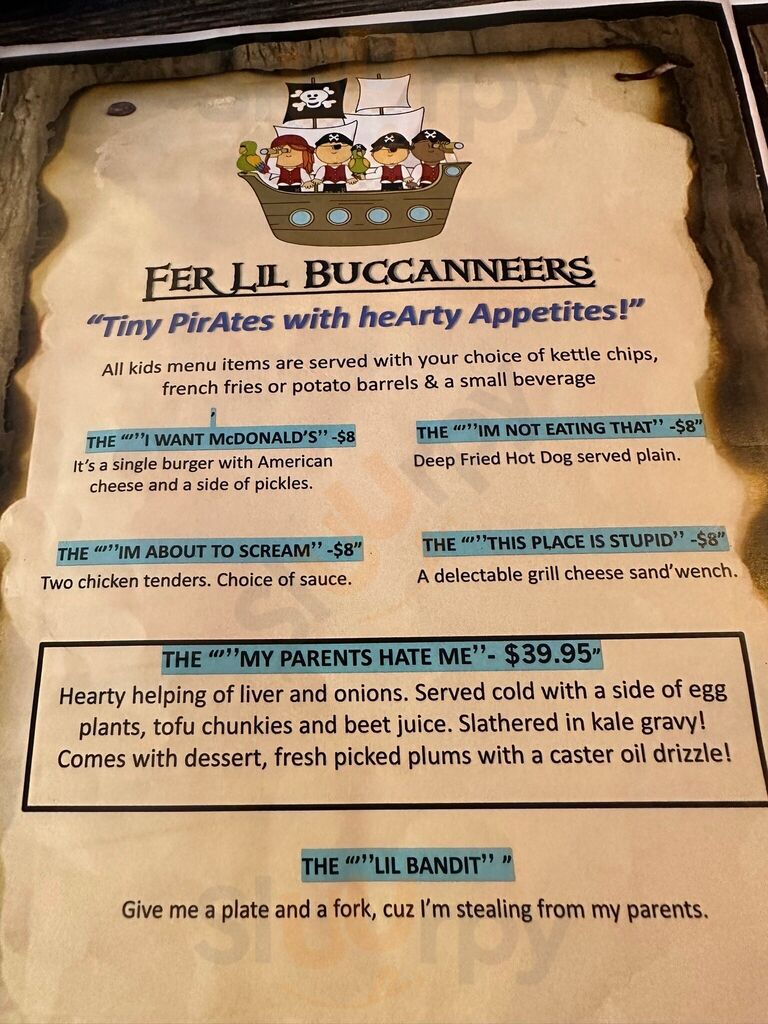 FER LIL BUCCANNEERS
“Tiny PirAtes with heArty Appetites!”
All kids menu items are served with your choice of kettle chips,
french fries or potato barrels & a small beverage
’
THE “‘”’’I WANT McDONALD’S’’ -$8
It’s a single burger with American
cheese and a side of pickles.
THE “‘”’’IM NOT EATING THAT’’ -$8”
Deep Fried Hot Dog served plain.
THE “‘”’’IM ABOUT TO SCREAM’’ -$8”
Two chicken tenders. Choice of sauce.
THE “‘”’’THIS PLACE IS STUPID’’ -$8”
A delectable grill cheese sand’wench.
THE “‘”’’MY PARENTS HATE ME’’- $39.95”
Hearty helping of liver and onions. Served cold with a side of egg
plants, tofu chunkies and beet juice. Slathered in kale gravy!
Comes with dessert, fresh picked plums with a caster oil drizzle!
THE “‘”’’LIL BANDIT’’ ”
Give me a plate and a fork, cuz I’m stealing from my parents.
Sluurpy
Sluurpy
Sluurpy